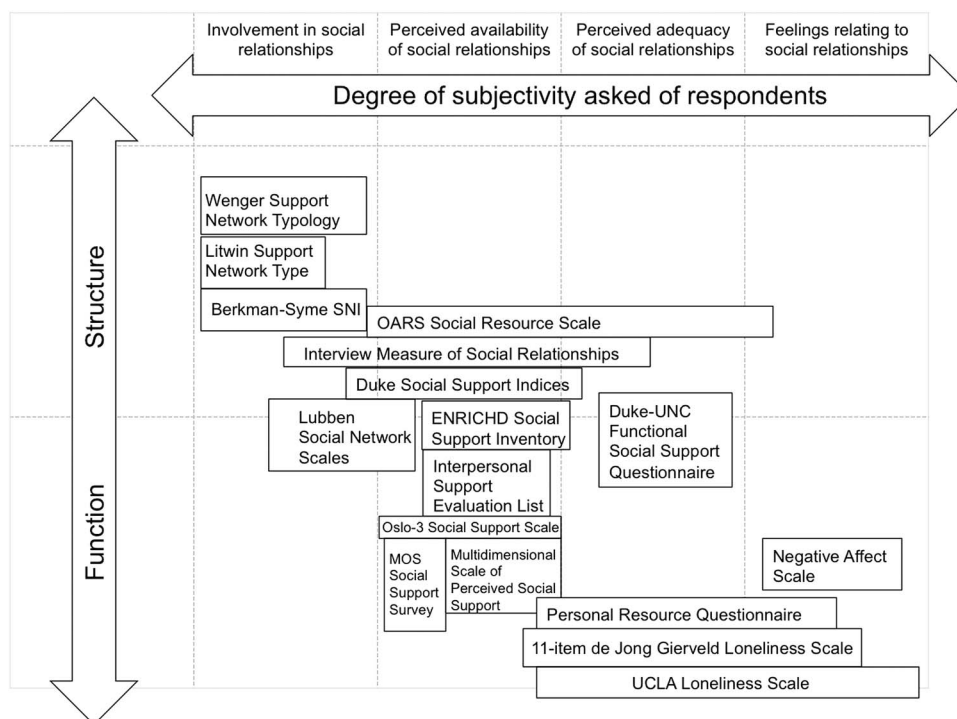 Involvement in social
relationships
Perceived availability
of social relationships
Perceived adequacy
of social relationships
Feelings relating to
social relationships
Degree of subjectivity asked of respondents
Structure
Function
Wenger Support
Network Typology
Litwin Support
Network Type
Berkman-Syme SNI
OARS Social Resource Scale
Interview Measure of Social Relationships
Duke Social Support Indices
Lubben
Social Network
Scales
ENRICHD Social
Support Inventory
Duke-UNC
Functional
Social Support
Questionnaire
Interpersonal
Support
Evaluation List
Oslo-3 Social Support Scale
MOS
Social
Support
Survey
Multidimensional
Scale of
Perceived Social
Support
Negative Affect
Scale
Personal Resource Questionnaire
11-item de Jong Gierveld Loneliness Scale
UCLA Loneliness Scale